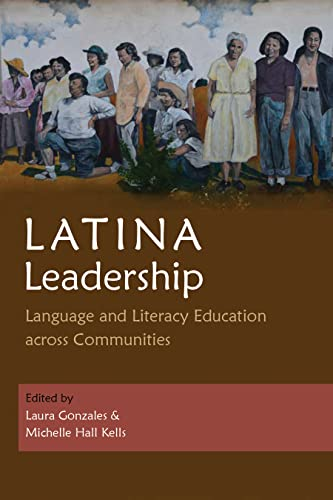 LATINA
Leadership
Language and Literacy Education
across Communities
Edited by
Laura Gonzales &
Michelle Hall Kells